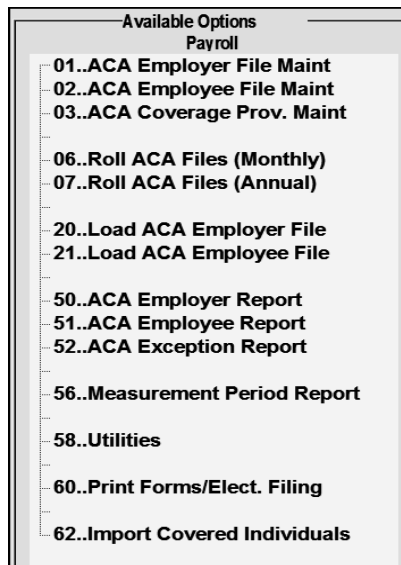 Available Options
Payroll
01..ACA Employer File Maint
02..ACA Employee File Maint
03..ACA Coverage Prov. Maint
06..Roll ACA Files (Monthly)
07..Roll ACA Files (Annual)
20..Load ACA Employer File
21..Load ACA Employee File
50..ACA Employer Report
51..ACA Employee Report
52..ACA Exception Report
56..Measurement Period Report
58..Utilities
60..Print Forms/Elect. Filing
62..Import Covered Individuals